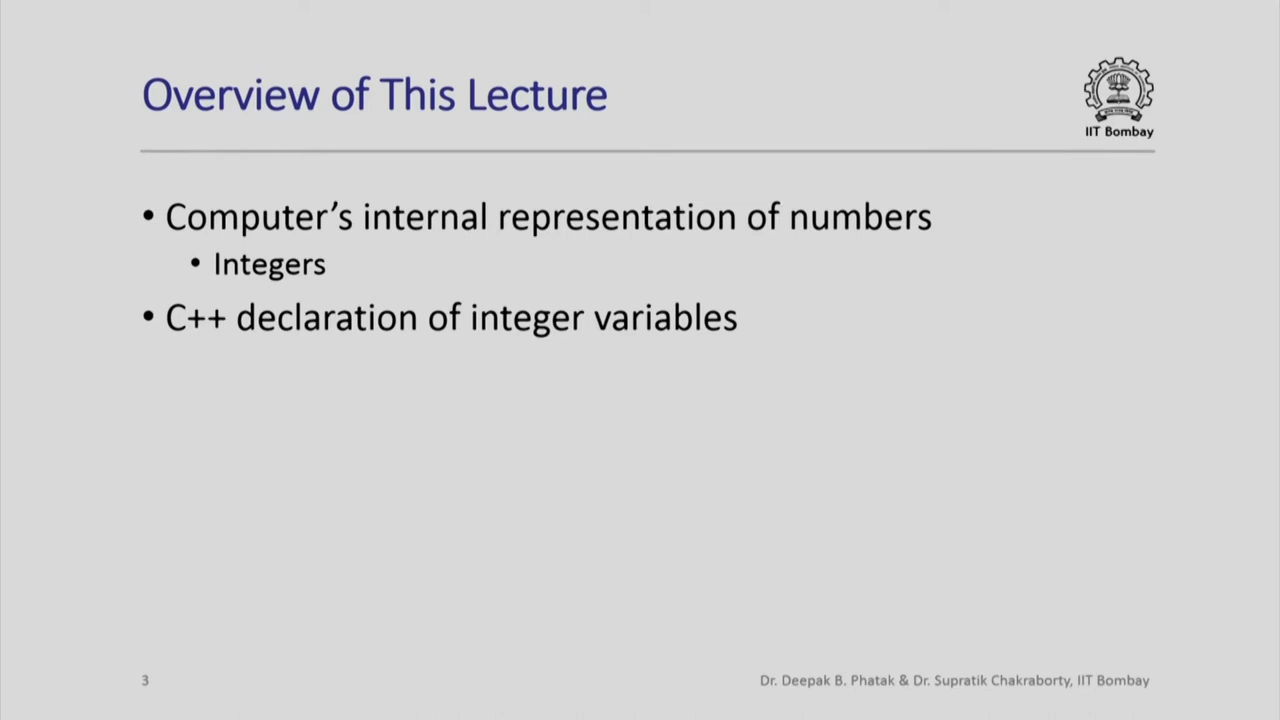 Overview of This Lecture
IIT Bombay
• Computer’s internal representation of numbers
• Integers
• C++ declaration of integer variables
3
Dr. Deepak B. Phatak & Dr. Supratik Chakraborty, IIT Bombay